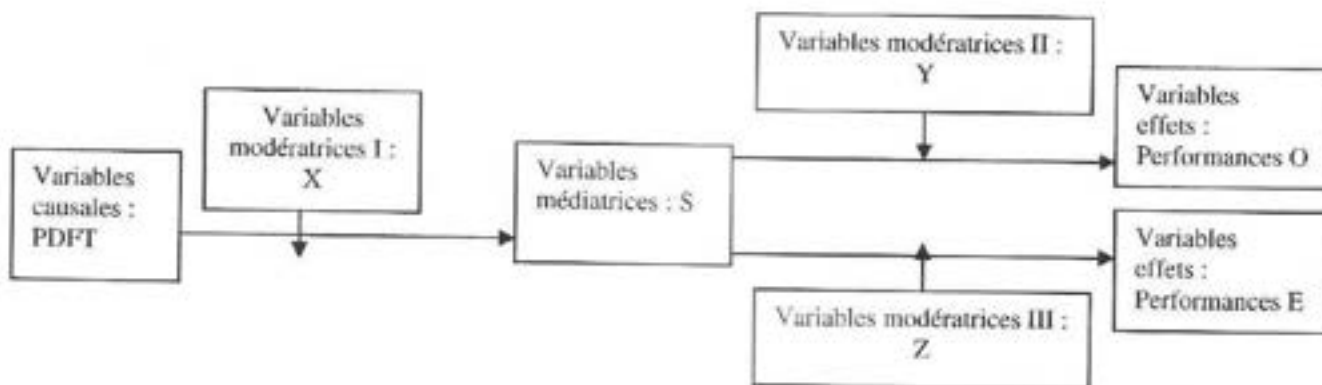 Variables
causales :
PDFT
Variables
modératrices I :
X
Variables
médiatrices : S
Variables modératrices II :
Y
Variables modératrices III :
Z
Variables
effets :
Performances O
Variables
effets :
Performances E